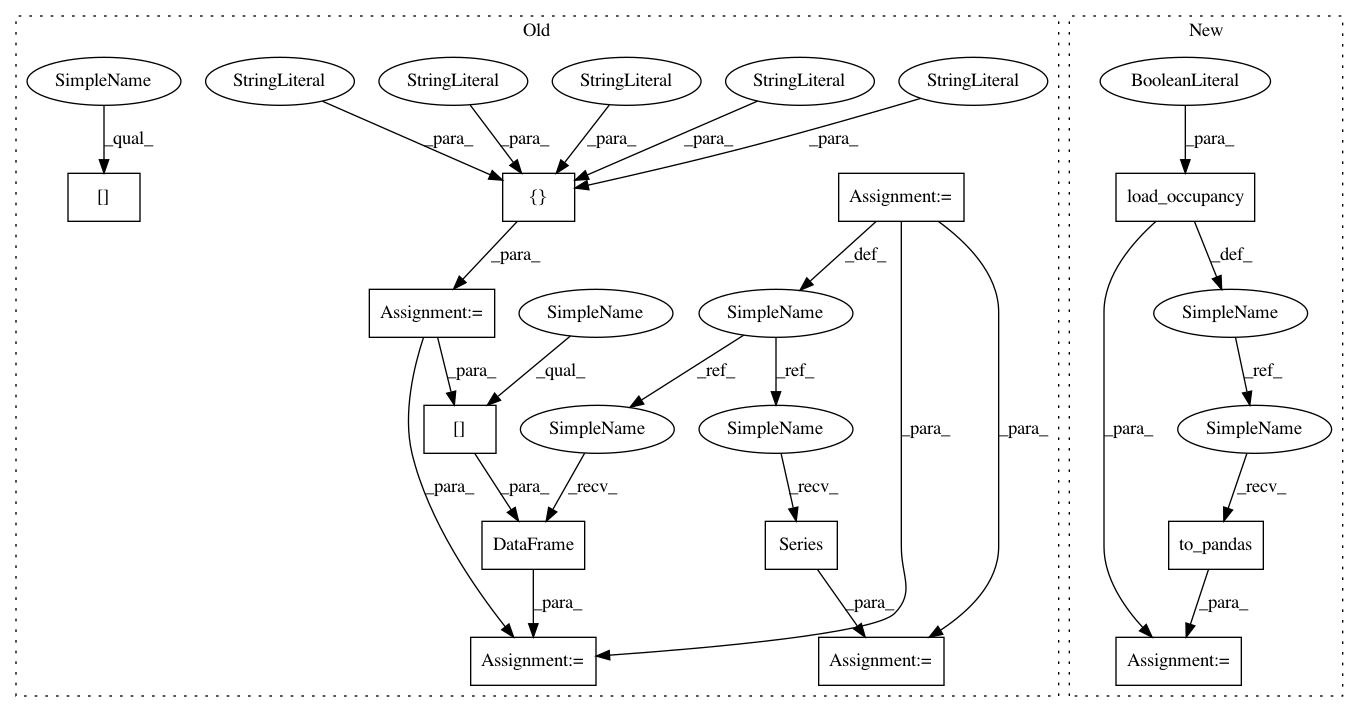 Old
New
SimpleName
StringLiteral
StringLiteral
StringLiteral
StringLiteral
StringLiteral
BooleanLiteral
_qual_
_para_
_para_
_para_
_para_
_para_
_para_
[]
{}
Assignment:=
load_occupancy
_para_
_def_
_def_
Assignment:=
SimpleName
SimpleName
SimpleName
_para_
_qual_
_ref_
_ref_
_ref_
[]
SimpleName
SimpleName
_para_
_para_
_para_
SimpleName
_para_
_para_
_recv_
_recv_
_recv_
DataFrame
Series
to_pandas
_para_
_para_
_para_
Assignment:=
Assignment:=
Assignment:=